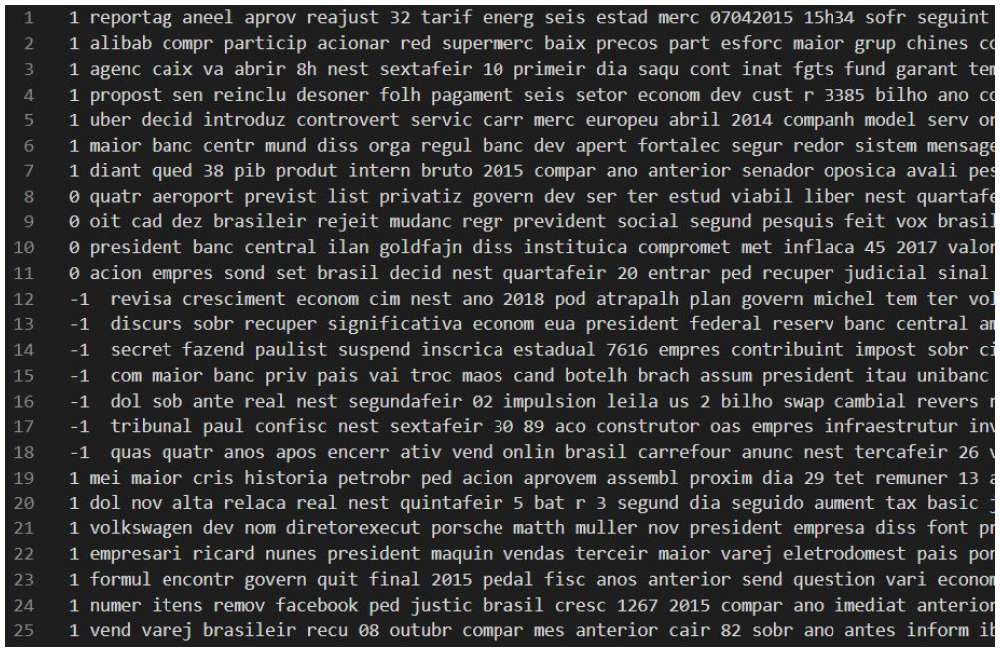 1 1 reportag aneel aprov reajust 32 tarif energ seis estad merc 07042015 15h34 sofr seguint
2 1 alibab compr particip acionar red supermerc baix precos part esforc maior grup chines
3 1 agenc caix va abrir 8h nest sextafeir 10 primeir dia saqu cont inat fgts fund garant
4 1 propost sen reinclu desoner folh pagament seis setor econom dev cust r 3385 bilho ano
5 1 uber decid introduz controvert servic carr merc europeu abril 2014 companh model serv
6 1 maior banc centr mund diss orga regul banc dev apert fortalec segur redor sistem
7 1 diant qued 38 pib produt intern bruto 2015 compar ano anterior senador oposica avali
8 0 quatr aeroport previst list privatiz govern dev ser ter estud viabil liber nest
9 0 oit cad dez brasileir rejeit mudanc regr previdend social segund pesquis feit vox
10 0 president banc central ilan goldfajn diss instituica compromet met inflaca 45 2017
11 0 acion empres sond set brasil decid nest quartafeir 20 entrar ped recuper judicial sinal
12 -1 revisa cresciment econom cim nest ano 2018 pod atrapalh plan govern michel tem ter
13 -1 discurs sobr recuper significativa econom eua president federal reserv banc central
14 -1 secret fazend paulist suspend inscrica estadual 7616 empres contribuint impost sobr
15 -1 com maior banc priv pais vai troc maos cand botelh brach assum president itau unibanc
16 -1 dol sob ante real nest segundafeir 02 impulsion leila us 2 bilho swap cambial revers
17 -1 tribunal paul confisc nest sextafeir 30 89 aco construtor oas empres infraestrutur
18 -1 quas quatr anos apos encerr ativ vend onlin brasil carrefour anunc nest tercafeir 26
19 1 mei maior cris historia petrobr ped acion aprovem assembl proxim dia 29 tet remuner 13
20 1 dol nov alta relaca real nest quintafeir 5 bat r 3 segund dia seguido aument tax basic
21 1 volkswagen dev nom diretorexecut porsche matth muller nov president empresa diss font
22 1 empresari ricard nunes president maquin vendas terceir maior varej eletrodomest pais
23 1 formul encontr govern quit final 2015 pedal fisc anos anterior send question vari
24 1 numer itens remov facebook ped justic brasil cresc 1267 2015 compar ano imediat
25 1 vend varej brasileir recu 08 outubr compar mes anterior cair 82 sobr ano antes inform